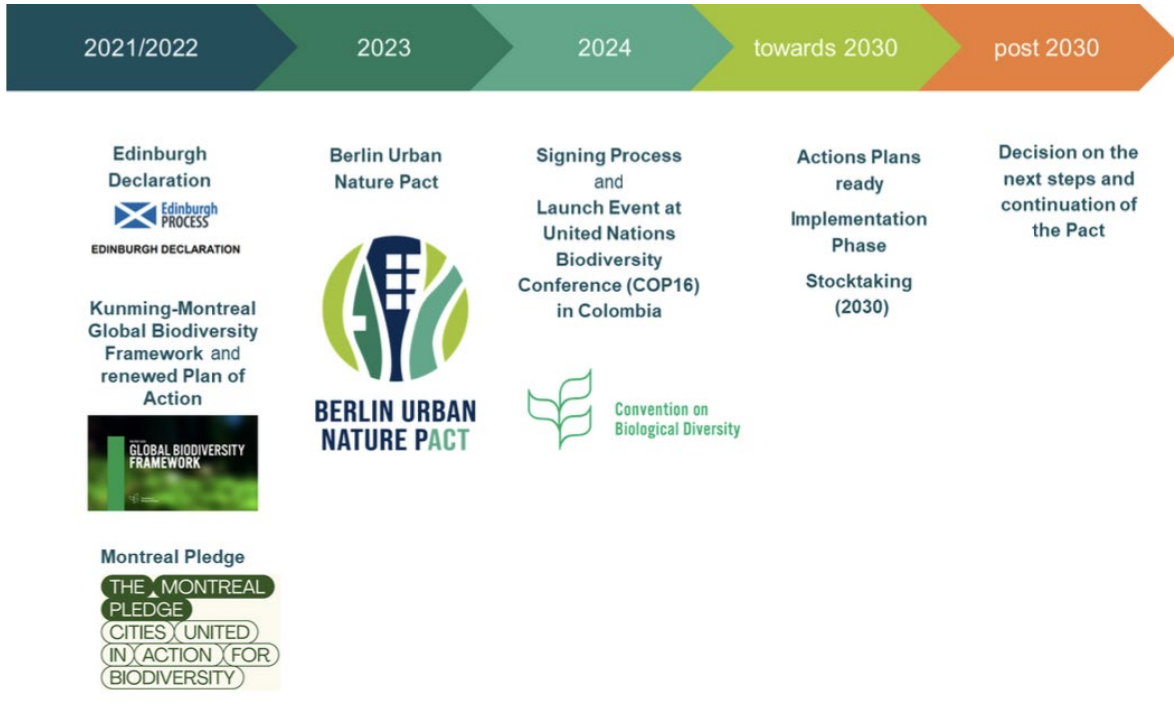 2021/2022
2023
2024
towards 2030
post 2030
Edinburgh
Declaration
Edinburgh
PROCESS
EDINBURGH DECLARATION
Kunming-Montreal
Global Biodiversity
Framework and
renewed Plan of
Action
GLOBAL BIODIVERSITY
FRAMEWORK
Montreal Pledge
THE MONTREAL
PLEDGE
CITIES UNITED
IN ACTION FOR
BIODIVERSITY
Berlin Urban
Nature Pact
BERLIN URBAN
NATURE PACT
Signing Process
and
Launch Event at
United Nations
Biodiversity
Conference (COP16)
in Colombia
Convention on
Biological Diversity
Actions Plans
ready
Implementation
Phase
Stocktaking
(2030)
Decision on the
next steps and
continuation of
the Pact